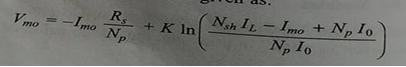 V_{mo} = -I_{mo} \frac{R_s}{N_p} + K \ln \left( \frac{N_{sh} I_L - I_{mo} + N_p I_0}{N_p I_0} \right)